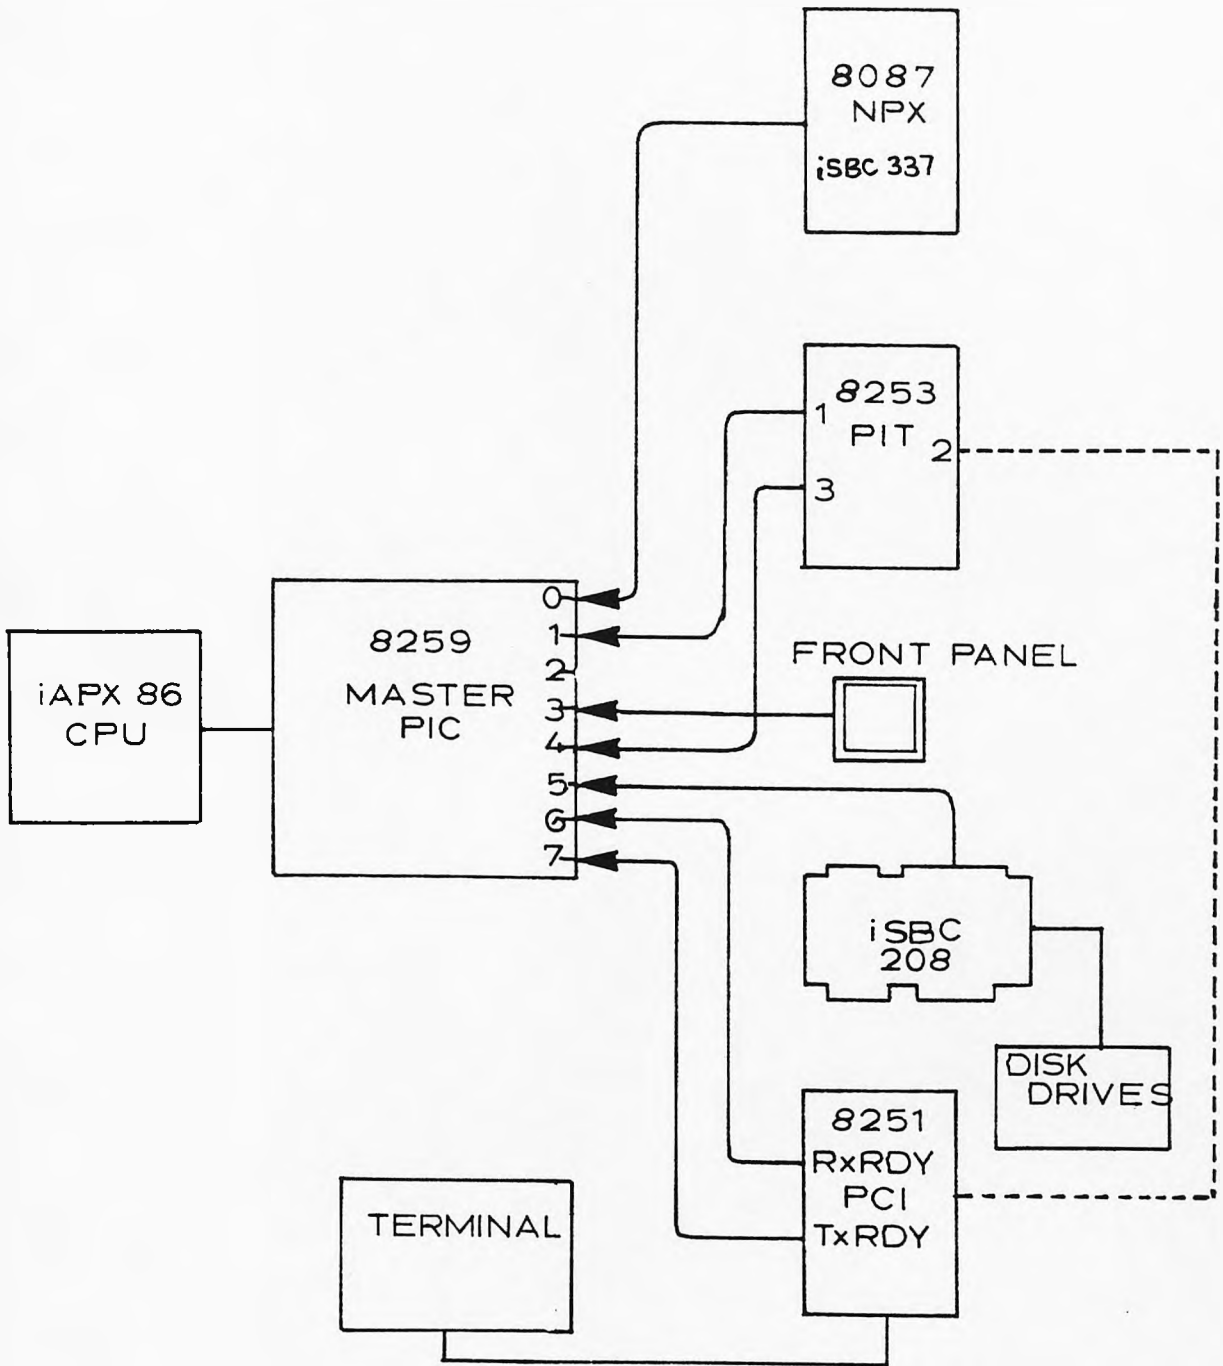 8087
NPX
iSBC 337
8253
PIT
1
2
3
8259
MASTER
PIC
0
1
2
3
4
5
6
7
iAPX 86
CPU
FRONT PANEL
iSBC
208
DISK
DRIVES
8251
RxRDY
PCI
TxRDY
TERMINAL